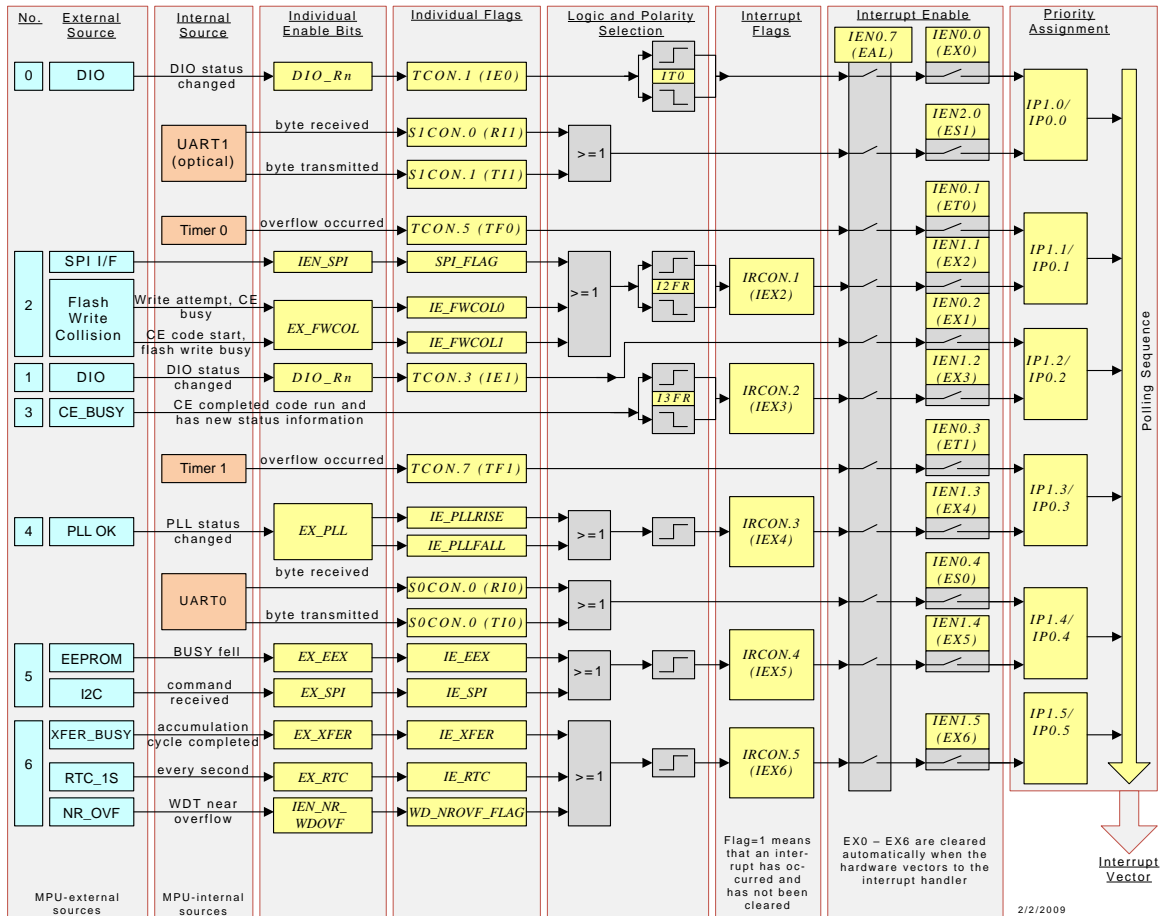 No.
External
Source
Internal
Source
Individual
Enable Bits
Individual Flags
Logic and Polarity
Selection
Interrupt
Flags
Interrupt Enable
Priority
Assignment
0
DIO
DIO status
changed
DIO_Rn
TCON.1 (IE0)
IT0
IEN0.7
(EAL)
IEN0.0
(EX0)
IP1.0/
IP0.0
UART1
(optical)
byte received
S1CON.0 (RI1)
byte transmitted
S1CON.1 (TI1)
>=1
IEN2.0
(ES1)
Timer 0
overflow occurred
TCON.5 (TF0)
IEN0.1
(ET0)
IP1.1/
IP0.1
2
SPI I/F
IEN_SPI
SPI_FLAG
Flash
Write
Collision
Write attempt, CE
busy
CE code start,
flash write busy
EX_FWCOL
IE_FWCOL0
IE_FWCOL1
>=1
I2FR
IRCON.1
(IEX2)
IEN1.1
(EX2)
1
DIO
DIO status
changed
DIO_Rn
TCON.3 (IE1)
IEN0.2
(EX1)
IP1.2/
IP0.2
3
CE_BUSY
CE completed code run and
has new status information
I3FR
IRCON.2
(IEX3)
IEN1.2
(EX3)
Timer 1
overflow occurred
TCON.7 (TF1)
IEN0.3
(ET1)
IP1.3/
IP0.3
4
PLL OK
PLL status
changed
EX_PLL
IE_PLLRISE
IE_PLLFALL
>=1
IRCON.3
(IEX4)
IEN1.3
(EX4)
UART0
byte received
S0CON.0 (RI0)
byte transmitted
S0CON.0 (TI0)
>=1
IEN0.4
(ES0)
IP1.4/
IP0.4
5
EEPROM
BUSY fell
EX_EEX
IE_EEX
I2C
command
received
EX_SPI
IE_SPI
>=1
IRCON.4
(IEX5)
IEN1.4
(EX5)
6
XFER_BUSY
accumulation
cycle completed
EX_XFER
IE_XFER
RTC_1S
every second
EX_RTC
IE_RTC
NR_OVF
WDT near
overflow
IEN_NR_
WDOVF
WD_NROVF_FLAG
>=1
IRCON.5
(IEX6)
IEN1.5
(EX6)
IP1.5/
IP0.5
Polling Sequence
Interrupt
Vector
MPU-external
sources
MPU-internal
sources
Flag=1 means
that an inter-
rupt has oc-
curred and
has not been
cleared
EX0 – EX6 are cleared
automatically when the
hardware vectors to the
interrupt handler
2/2/2009